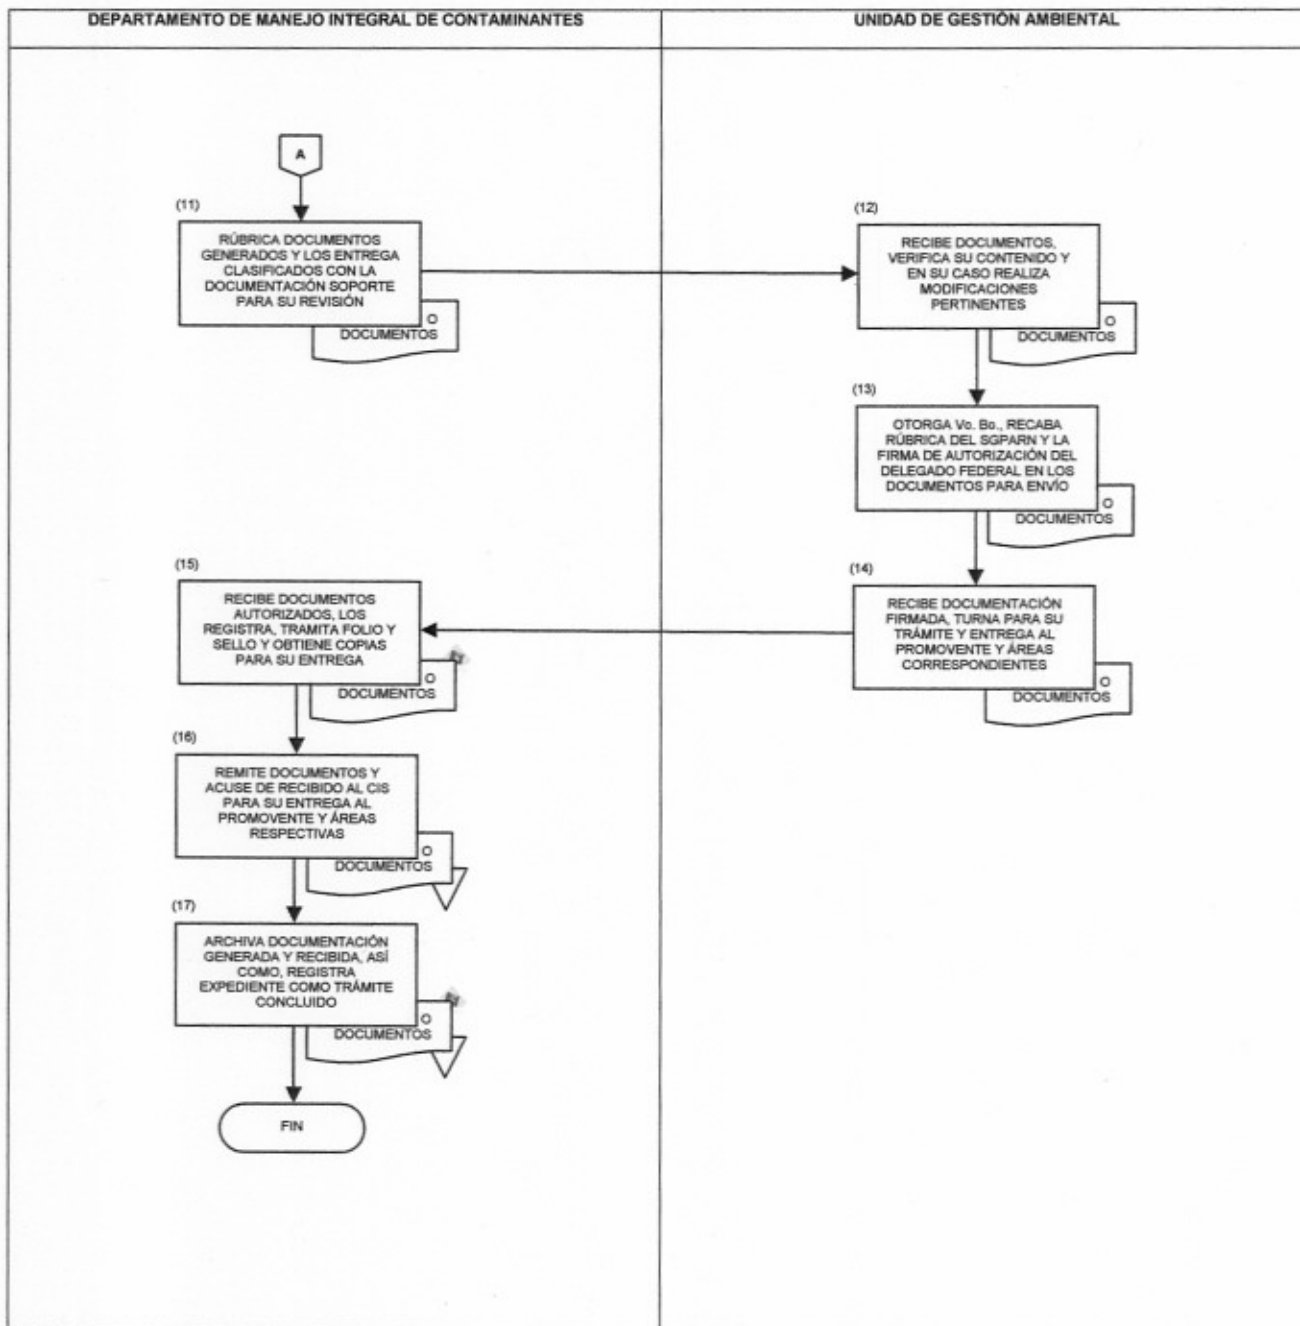 DEPARTAMENTO DE MANEJO INTEGRAL DE CONTAMINANTES
UNIDAD DE GESTIÓN AMBIENTAL
A
(11)
RÚBRICA DOCUMENTOS
GENERADOS Y LOS ENTREGA
CLASIFICADOS CON LA
DOCUMENTACIÓN SOPORTE
PARA SU REVISIÓN
O
DOCUMENTOS
(12)
RECIBE DOCUMENTOS,
VERIFICA SU CONTENIDO Y
EN SU CASO REALIZA
MODIFICACIONES
PERTINENTES
O
DOCUMENTOS
(13)
OTORGA Vo. Bo., RECABA
RÚBRICA DEL SGPARN Y LA
FIRMA DE AUTORIZACIÓN DEL
DELEGADO FEDERAL EN LOS
DOCUMENTOS PARA ENVÍO
O
DOCUMENTOS
(14)
RECIBE DOCUMENTACIÓN
FIRMADA, TURNA PARA SU
TRÁMITE Y ENTREGA AL
PROMOVENTE Y ÁREAS
CORRESPONDIENTES
O
DOCUMENTOS
(15)
RECIBE DOCUMENTOS
AUTORIZADOS, LOS
REGISTRA, TRAMITA FOLIO Y
SELLO Y OBTIENE COPIAS
PARA SU ENTREGA
O
DOCUMENTOS
(16)
REMITE DOCUMENTOS Y
ACUSE DE RECIBIDO AL CIS
PARA SU ENTREGA AL
PROMOVENTE Y ÁREAS
RESPECTIVAS
O
DOCUMENTOS
(17)
ARCHIVA DOCUMENTACIÓN
GENERADA Y RECIBIDA, ASÍ
COMO, REGISTRA
EXPEDIENTE COMO TRÁMITE
CONCLUIDO
O
DOCUMENTOS
FIN